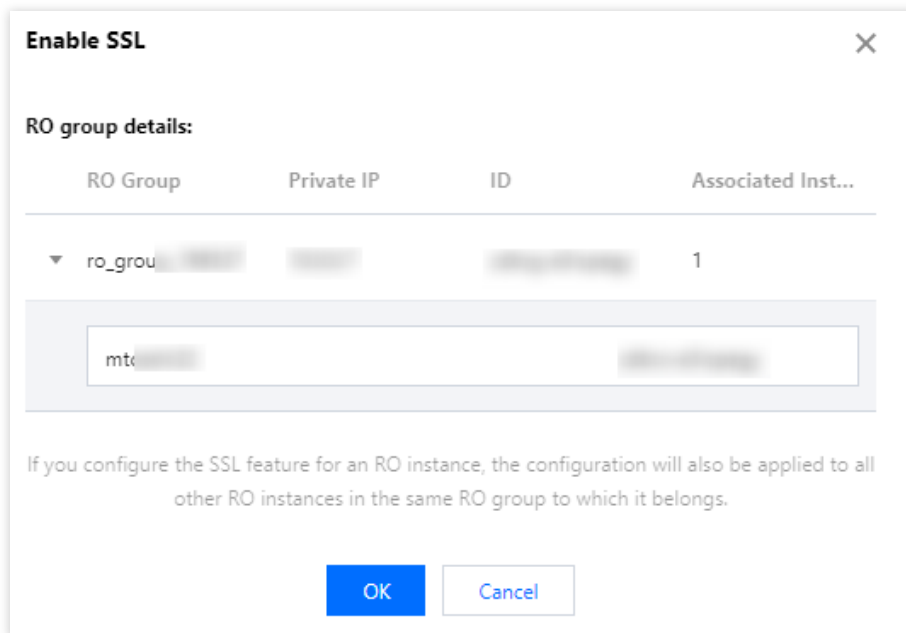 Enable SSL
RO group details:
RO Group Private IP ID Associated Inst...
1
If you configure the SSL feature for an RO instance, the configuration will also be applied to all
other RO instances in the same RO group to which it belongs.
OK Cancel